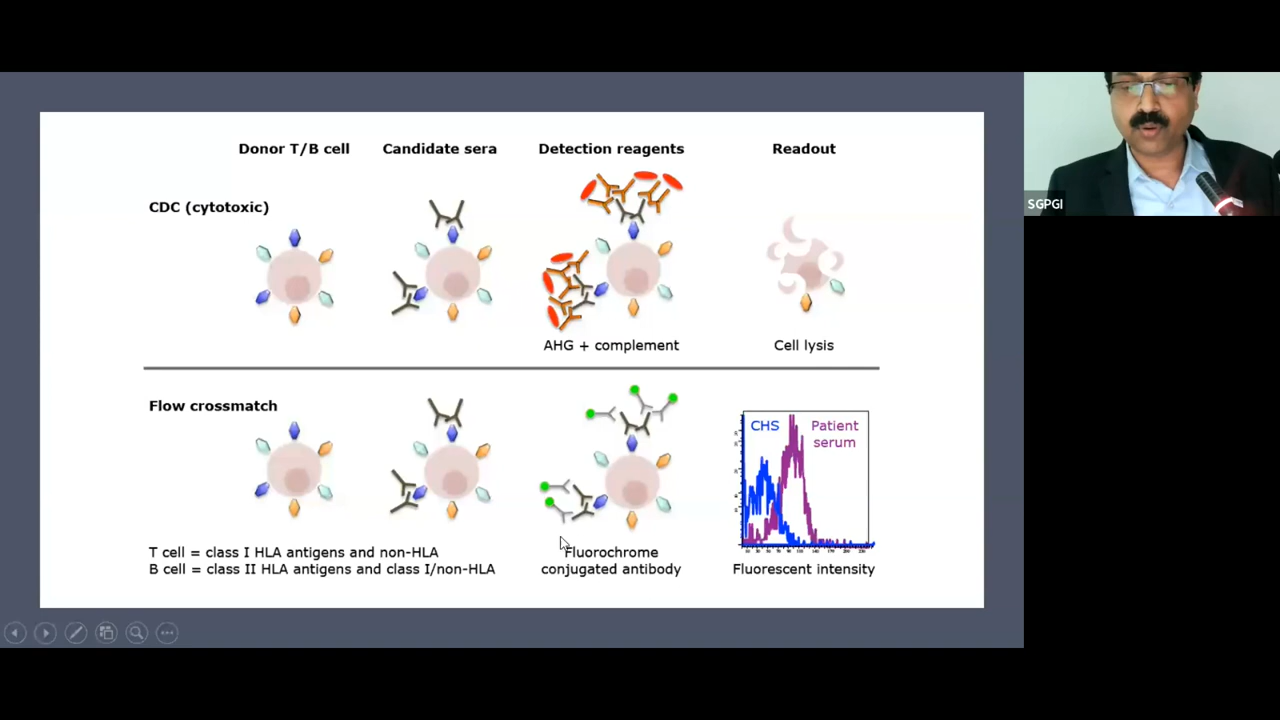 Donor T/B cell
Candidate sera
Detection reagents
Readout
CDC (cytotoxic)
AHG + complement
Cell lysis
Flow crossmatch
CHS
Patient
serum
T cell = class I HLA antigens and non-HLA
B cell = class II HLA antigens and class I/non-HLA
Fluorochrome
conjugated antibody
Fluorescent intensity
SGPGI